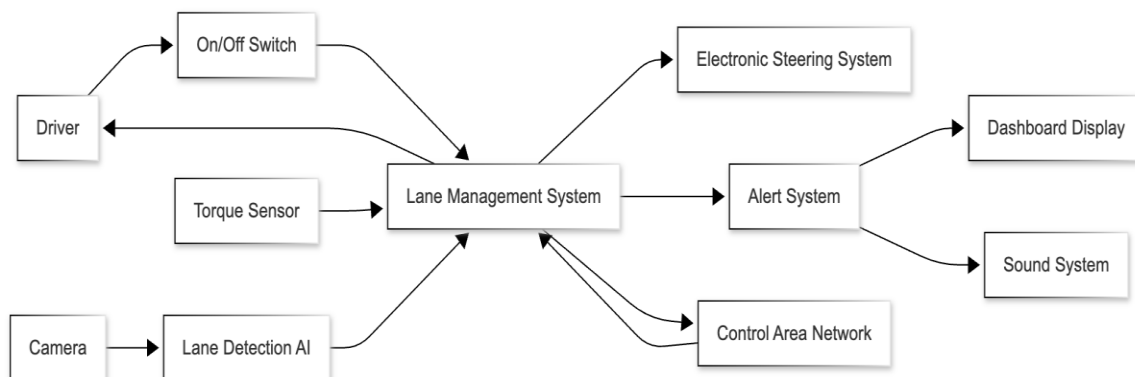 On/Off Switch
Electronic Steering System
Driver
Dashboard Display
Lane Management System
Alert System
Torque Sensor
Sound System
Camera
Lane Detection AI
Control Area Network